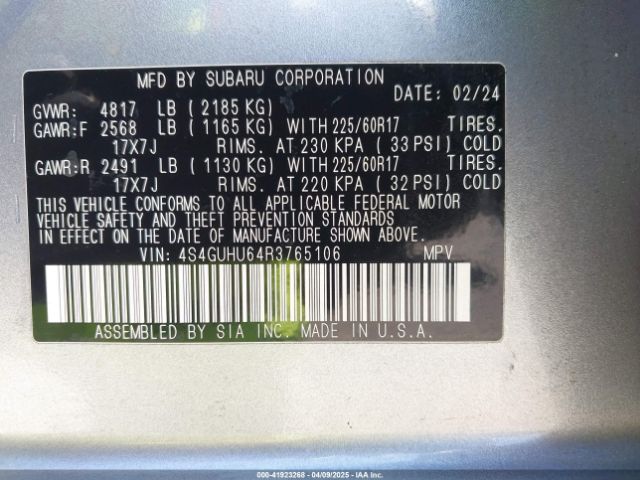 MFD BY SUBARU CORPORATION
DATE: 02/24
GVWR: 4817 LB ( 2185 KG)
GAWR:F 2568 LB ( 1165 KG) WITH 225/60R17 TIRES.
17X7J RIMS. AT 230 KPA ( 33 PSI) COLD
GAWR:R 2491 LB ( 1130 KG) WITH 225/60R17 TIRES.
17X7J RIMS. AT 220 KPA ( 32 PSI) COLD
THIS VEHICLE CONFORMS TO ALL APPLICABLE FEDERAL MOTOR
VEHICLE SAFETY AND THEFT PREVENTION STANDARDS
IN EFFECT ON THE DATE OF MANUFACTURE SHOWN ABOVE.
VIN: 4S4GUHU64R3765106 MPV
ASSEMBLED BY SIA INC. MADE IN U.S.A.
000-41923268 - 04/09/2025 - IAAI.com